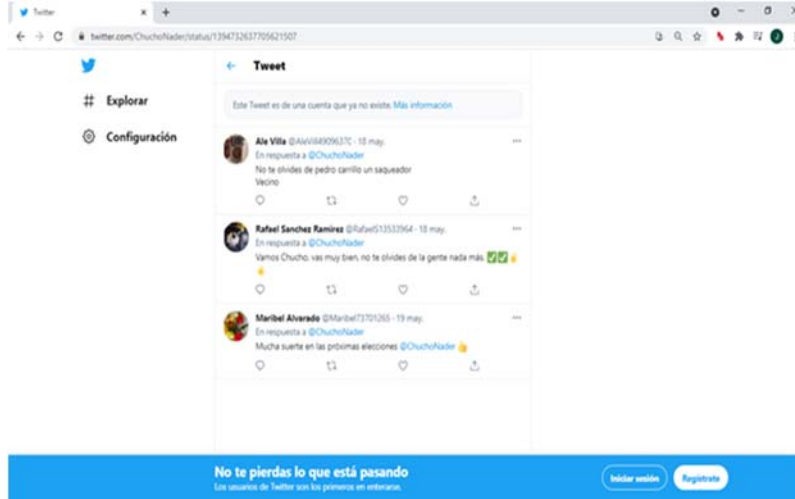 Twitter
twitter.com/ChuchoNader/status/1394732637705621507
Tweet
Explorar
Configuración
Este Tweet es de una cuenta que ya no existe. Más información
Ale Villa · 18 may.
En respuesta a @ChuchoNader
No te olvides de pedro carrillo un saqueador
Vecino
Rafael Sanchez Ramirez @RafaelS13533964 · 18 may.
En respuesta a @ChuchoNader
Vamos Chucho, vas muy bien, no te olvides de la gente nada más. ✅✅
Maribel Alvarado @Maribel73701265 · 19 may.
En respuesta a @ChuchoNader
Mucha suerte en las próximas elecciones @ChuchoNader 👍
No te pierdas lo que está pasando
Los usuarios de Twitter son los primeros en enterarse.
Iniciar sesión
Regístrate